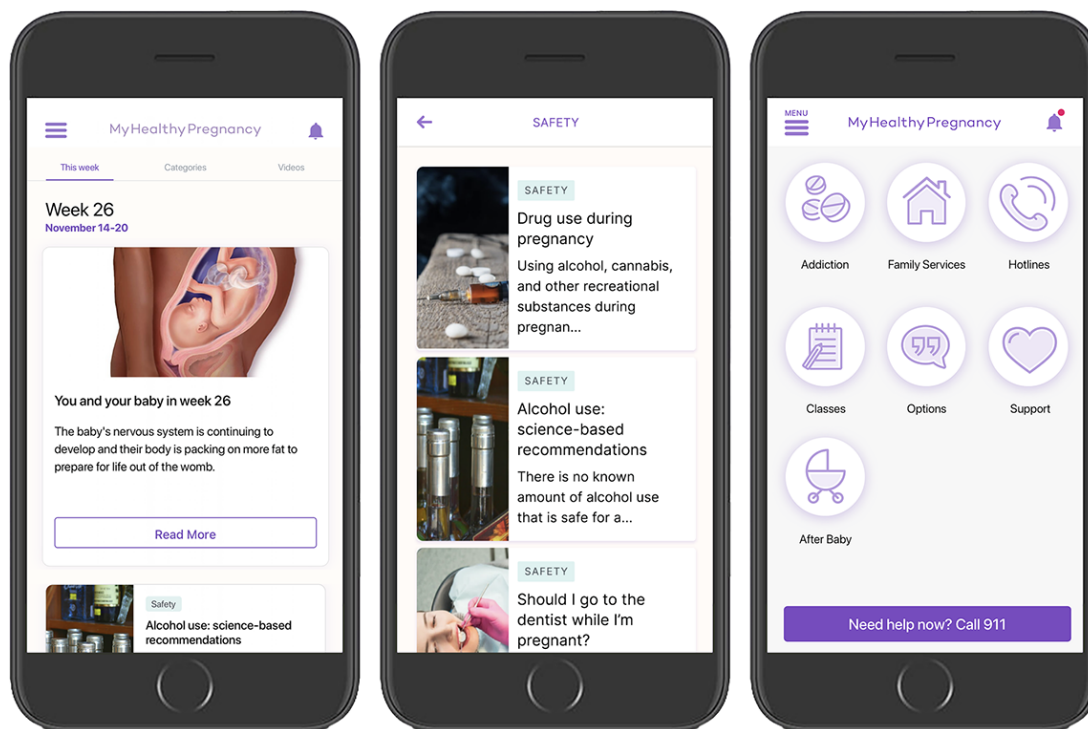 MyHealthyPregnancy
This week
Categories
Videos
Week 26
November 14-20
You and your baby in week 26
The baby's nervous system is continuing to
develop and their body is packing on more fat to
prepare for life out of the womb.
Read More
Safety
Alcohol use: science-based
recommendations
SAFETY
SAFETY
Drug use during
pregnancy
Using alcohol, cannabis,
and other recreational
substances during
pregnan...
SAFETY
Alcohol use:
science-based
recommendations
There is no known
amount of alcohol use
that is safe for a...
SAFETY
Should I go to the
dentist while I'm
pregnant?
MENU
MyHealthyPregnancy
Addiction
Family Services
Hotlines
Classes
Options
Support
After Baby
Need help now? Call 911